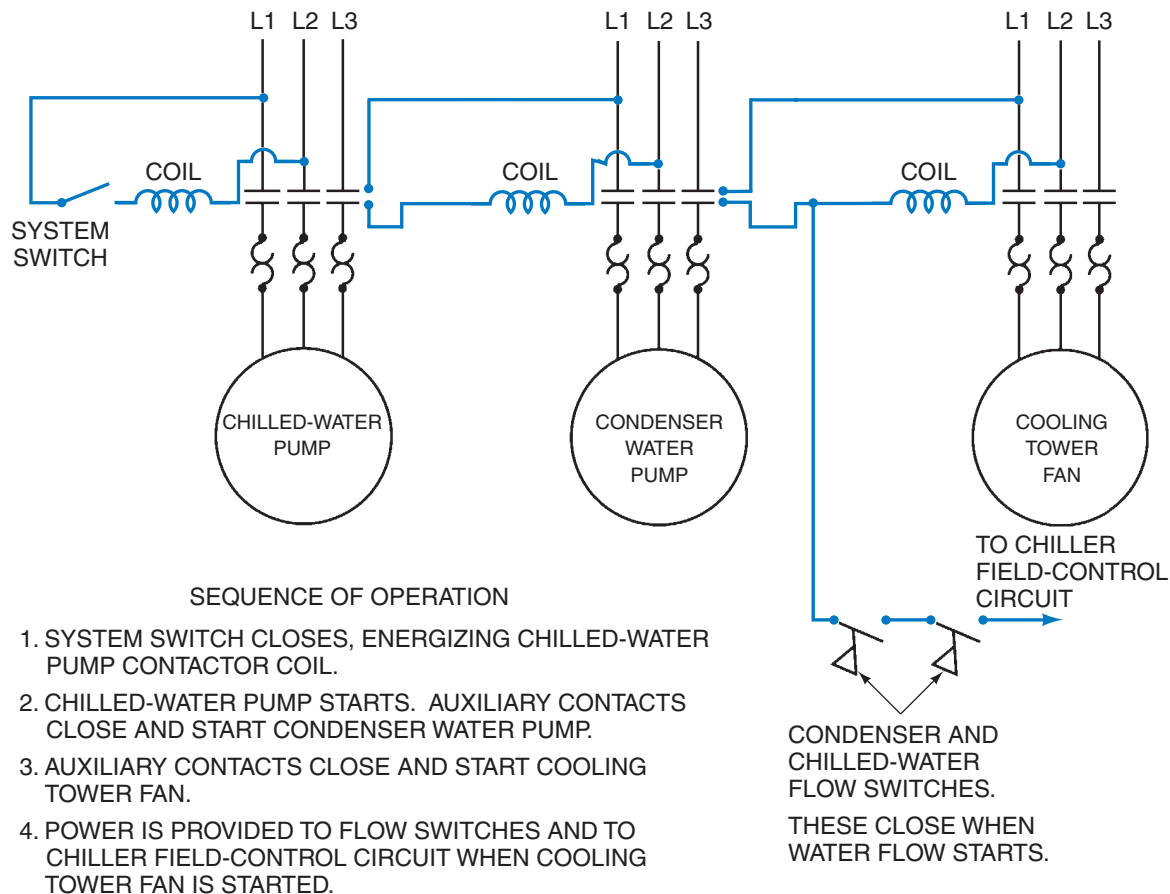 L1 L2 L3
L1 L2 L3
L1 L2 L3
COIL
COIL
COIL
SYSTEM
SWITCH
CHILLED-WATER
PUMP
CONDENSER
WATER
PUMP
COOLING
TOWER
FAN
TO CHILLER
FIELD-CONTROL
CIRCUIT
SEQUENCE OF OPERATION
1. SYSTEM SWITCH CLOSES, ENERGIZING CHILLED-WATER
PUMP CONTACTOR COIL.
2. CHILLED-WATER PUMP STARTS. AUXILIARY CONTACTS
CLOSE AND START CONDENSER WATER PUMP.
3. AUXILIARY CONTACTS CLOSE AND START COOLING
TOWER FAN.
4. POWER IS PROVIDED TO FLOW SWITCHES AND TO
CHILLER FIELD-CONTROL CIRCUIT WHEN COOLING
TOWER FAN IS STARTED.
CONDENSER AND
CHILLED-WATER
FLOW SWITCHES.
THESE CLOSE WHEN
WATER FLOW STARTS.